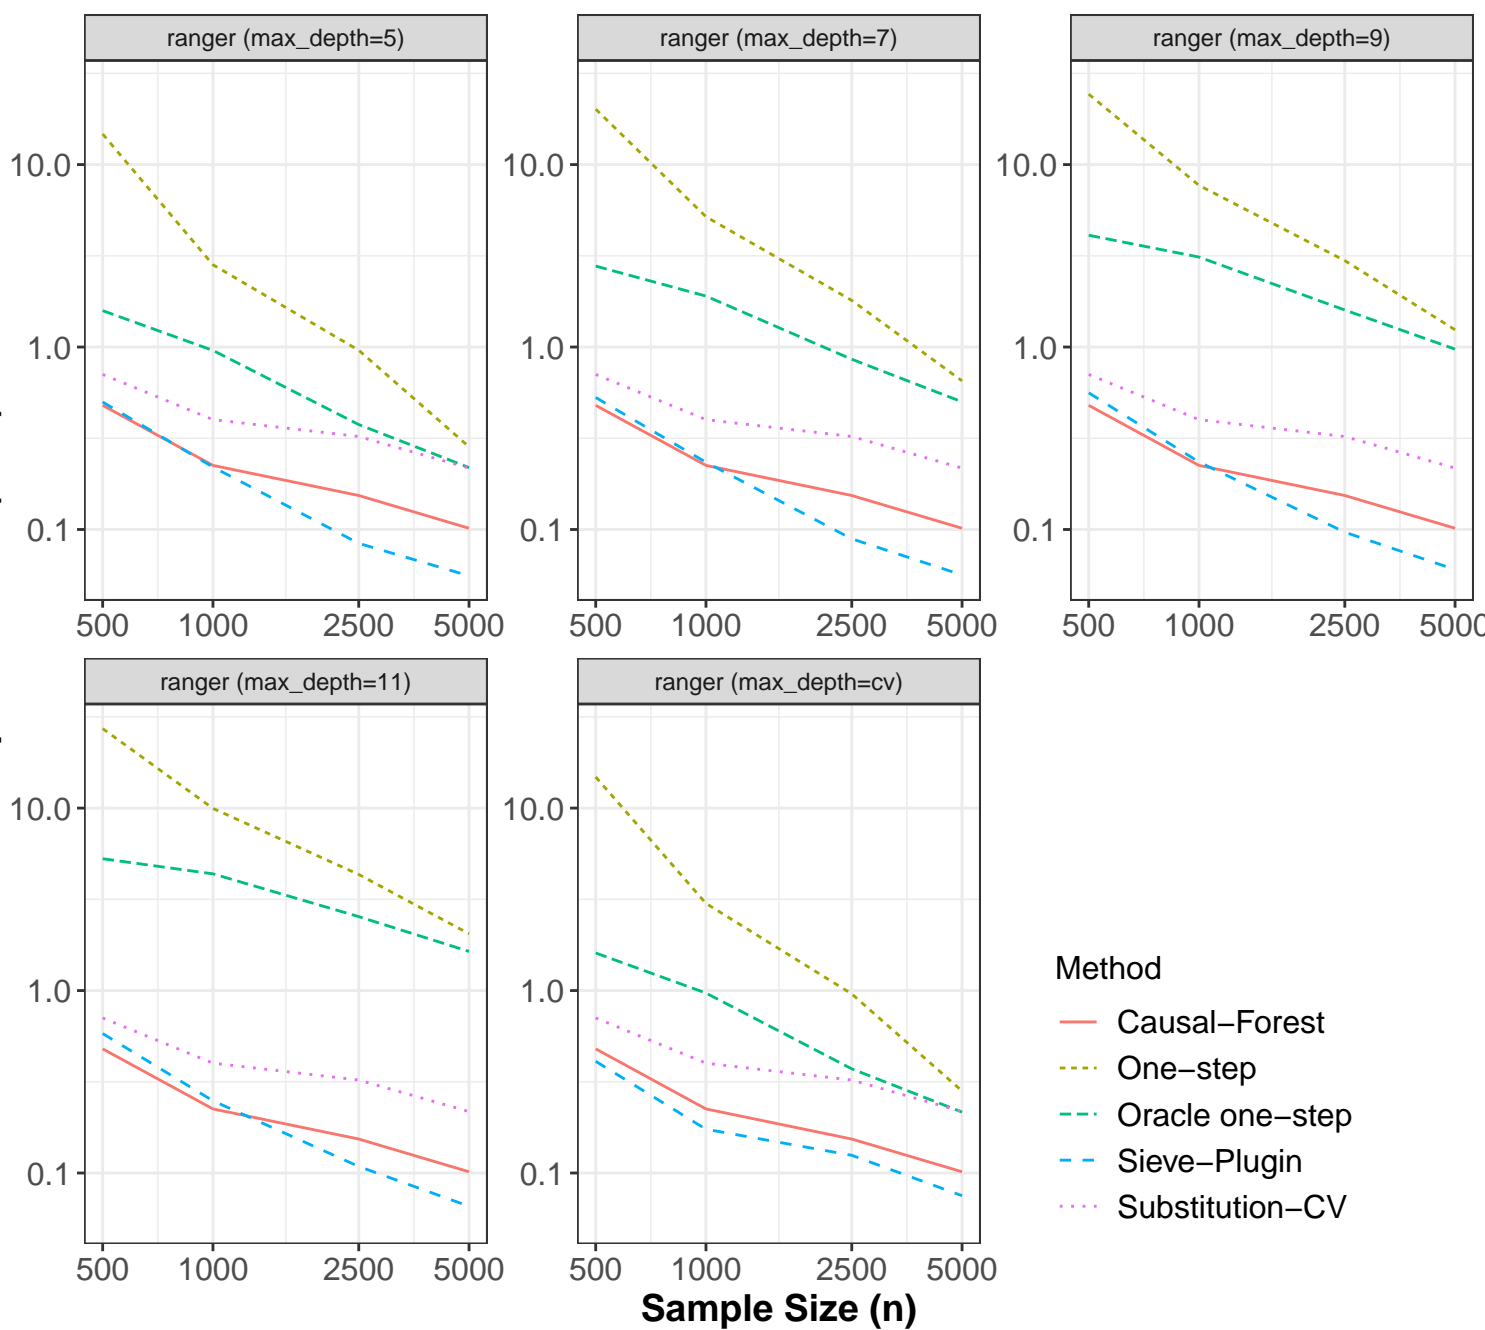 ranger (max_depth=5)
ranger (max_depth=7)
ranger (max_depth=9)
10.0
1.0
0.1
10.0
1.0
0.1
10.0
1.0
0.1
500 1000 2500 5000
500 1000 2500 5000
500 1000 2500 5000
ranger (max_depth=11)
ranger (max_depth=cv)
10.0
1.0
0.1
10.0
1.0
0.1
500 1000 2500 5000
500 1000 2500 5000
Sample Size (n)
Method
Causal−Forest
One−step
Oracle one−step
Sieve−Plugin
Substitution−CV